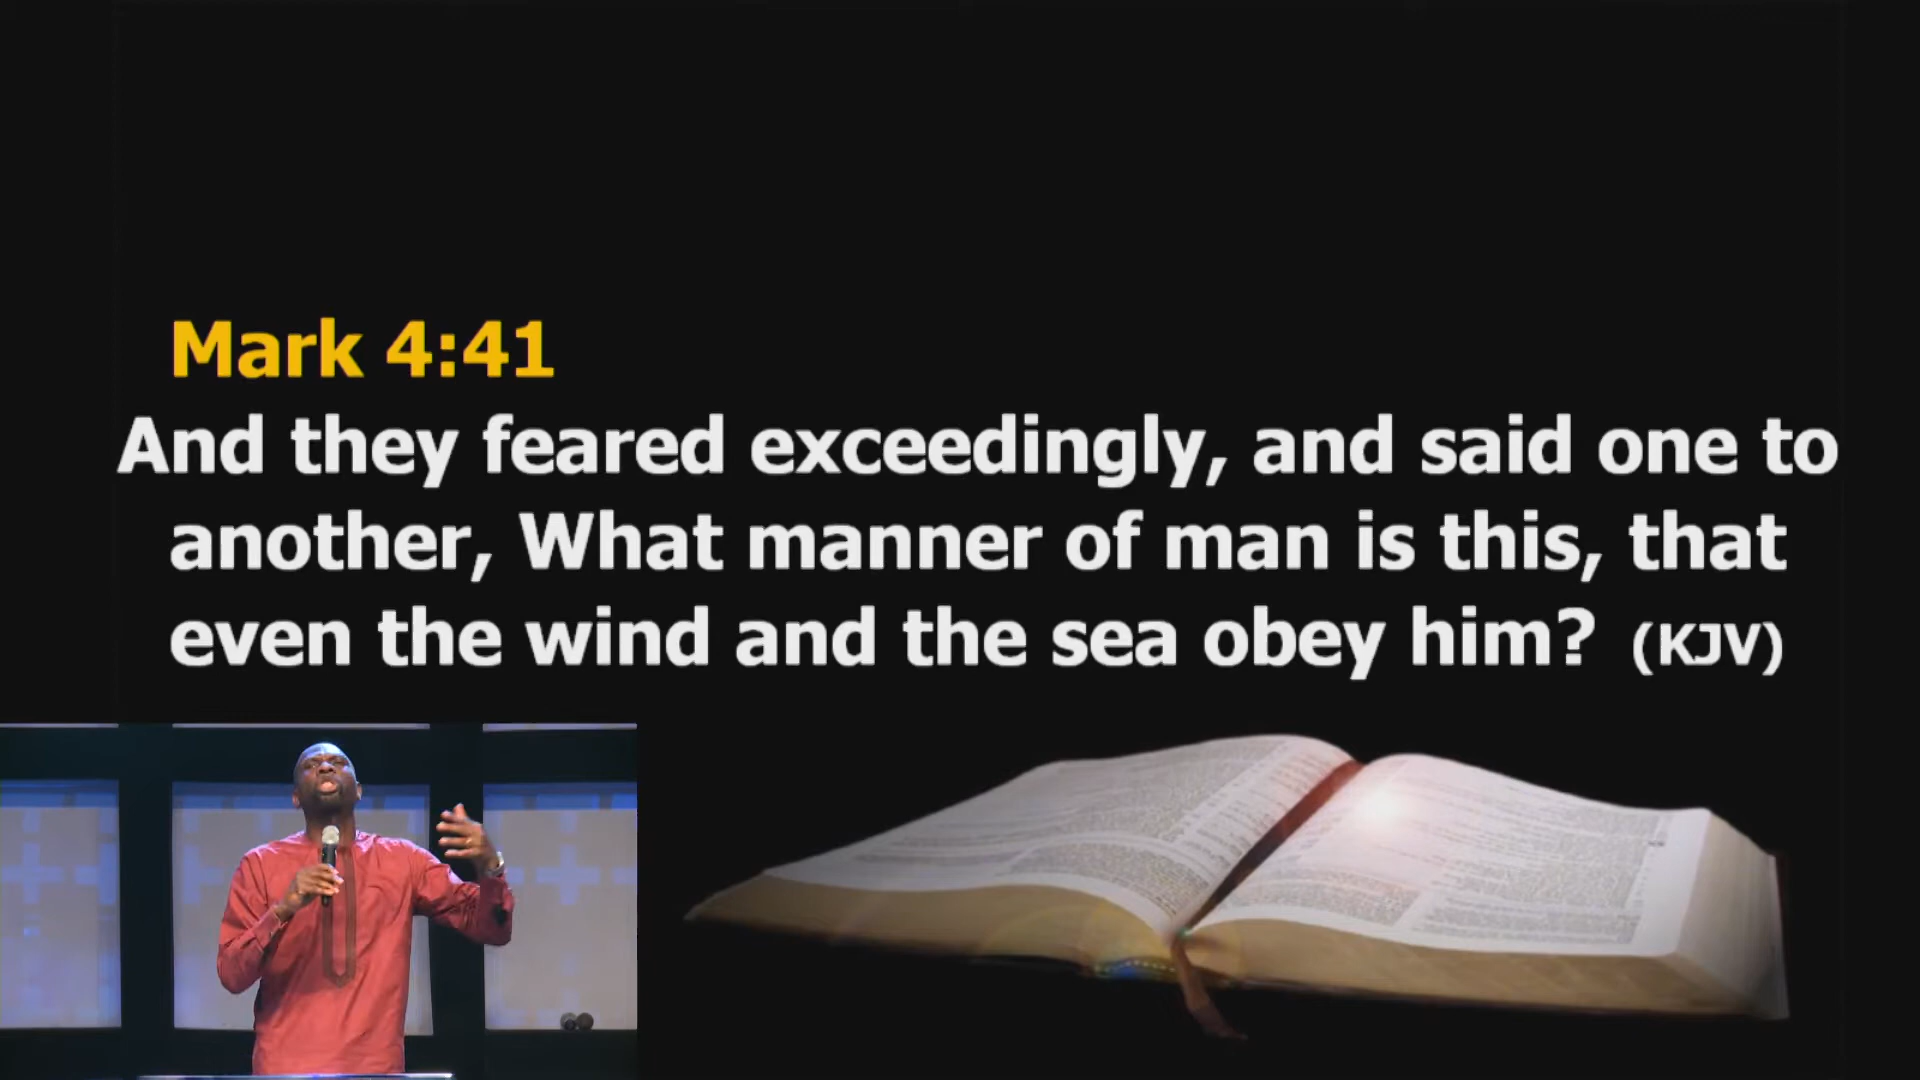 Mark 4:41
And they feared exceedingly, and said one to
another, What manner of man is this, that
even the wind and the sea obey him? (KJV)